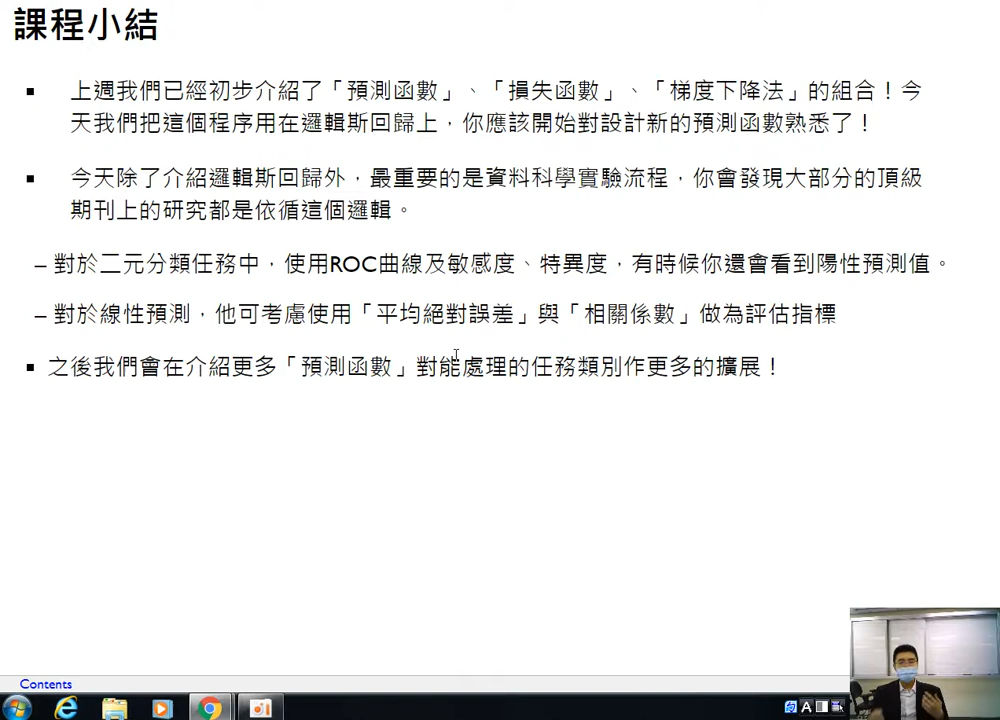 課程小結
上週我們已經初步介紹了「預測函數」、「損失函數」、「梯度下降法」的組合！今
天我們把這個程序用在邏輯斯回歸上，你應該開始對設計新的預測函數熟悉了！
今天除了介紹邏輯斯回歸外，最重要的是資料科學實驗流程，你會發現大部分的頂級
期刊上的研究都是依循這個邏輯。
– 對於二元分類任務中，使用ROC曲線及敏感度、特異度，有時候你還會看到陽性預測值。
– 對於線性預測，他可考慮使用「平均絕對誤差」與「相關係數」做為評估指標
之後我們會在介紹更多「預測函數」對能處理的任務類別作更多的擴展！
Contents
A